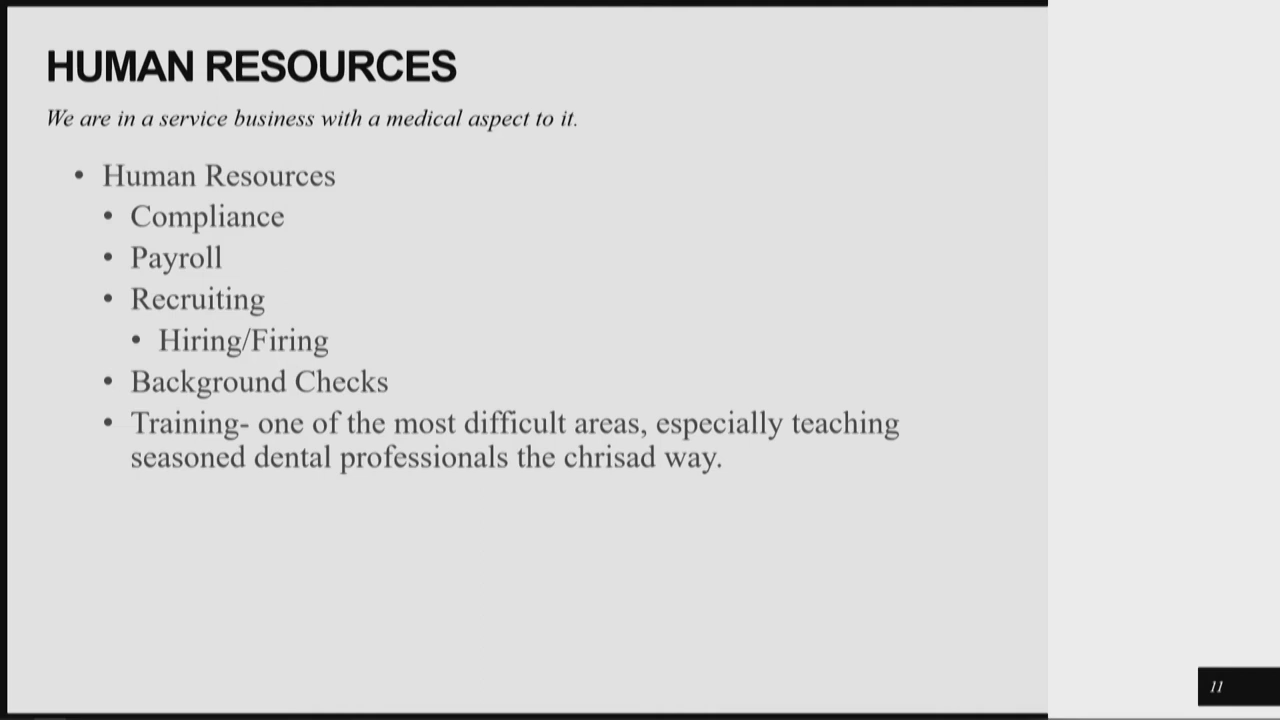 HUMAN RESOURCES
We are in a service business with a medical aspect to it.
• Human Resources
• Compliance
• Payroll
• Recruiting
• Hiring/Firing
• Background Checks
• Training- one of the most difficult areas, especially teaching
seasoned dental professionals the chrisad way.
11